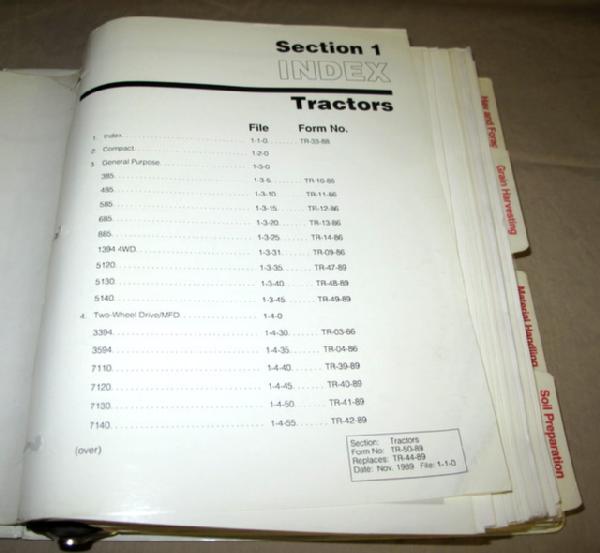 Section 1
INDEX
Tractors
File Form No.
1. Index 1-1-0 TR-33-88
2. Compact 1-2-0
3. General Purpose 1-3-0
385 1-3-5 TR-10-86
485 1-3-10 TR-11-86
585 1-3-15 TR-12-86
685 1-3-20 TR-13-86
885 1-3-25 TR-14-86
1394 4WD 1-3-31 TR-09-86
5120 1-3-35 TR-47-89
5130 1-3-40 TR-48-89
5140 1-3-45 TR-49-89
4. Two-Wheel Drive/MFD 1-4-0
3394 1-4-30 TR-03-86
3594 1-4-35 TR-04-86
7110 1-4-40 TR-39-89
7120 1-4-45 TR-40-89
7130 1-4-50 TR-41-89
7140 1-4-55 TR-42-89
(over)
Section: Tractors
Form No: TR-50-89
Replaces: TR-44-89
Date: Nov. 1989 File: 1-1-0
Hay and Forage
Grain Harvesting
Material Handling
Soil Preparation